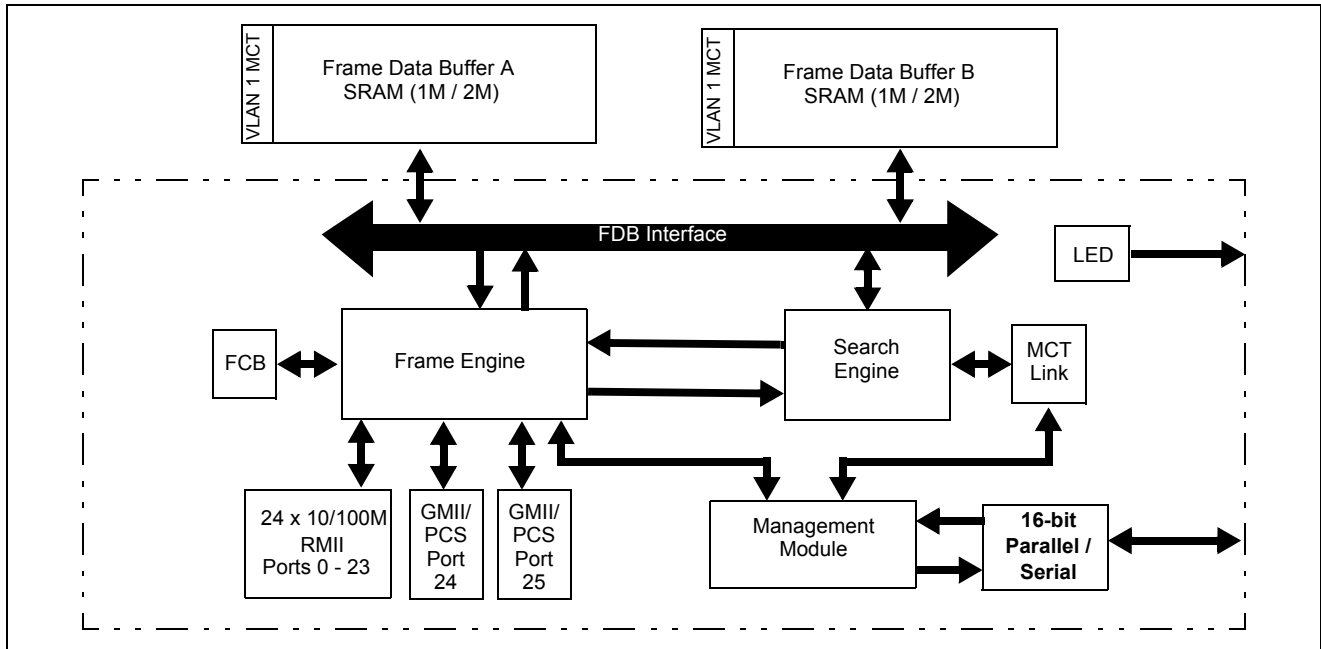 VLAN 1 MCT
Frame Data Buffer A
SRAM (1M / 2M)
VLAN 1 MCT
Frame Data Buffer B
SRAM (1M / 2M)
FDB Interface
LED
FCB
Frame Engine
Search
Engine
MCT
Link
24 x 10/100M
RMII
Ports 0 - 23
GMII/
PCS
Port
24
GMII/
PCS
Port
25
Management
Module
16-bit
Parallel /
Serial